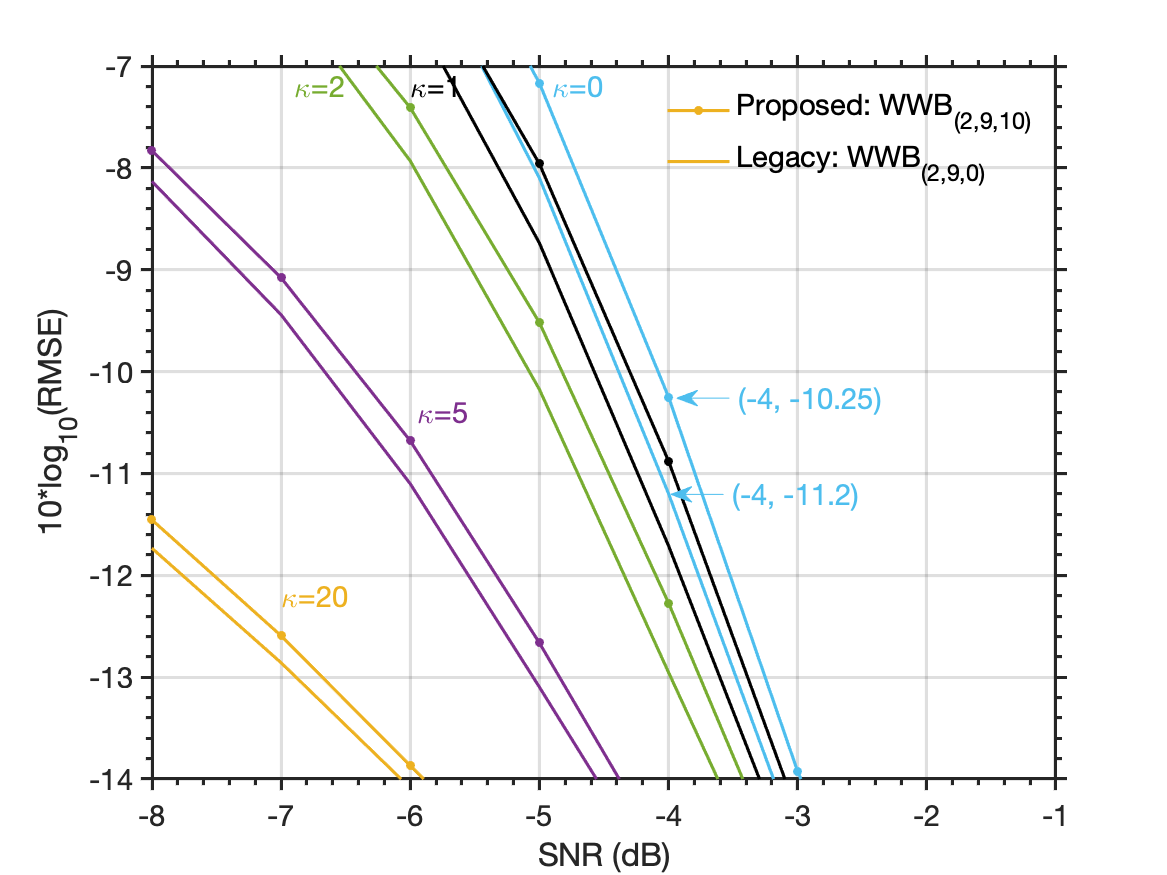 -7
-8
-9
-10
-11
-12
-13
-14
10*log10(RMSE)
κ=2
κ=1
κ=0
Proposed: WWB(2,9,10)
Legacy: WWB(2,9,0)
(-4, -10.25)
κ=5
(-4, -11.2)
κ=20
-8 -7 -6 -5 -4 -3 -2 -1
SNR (dB)